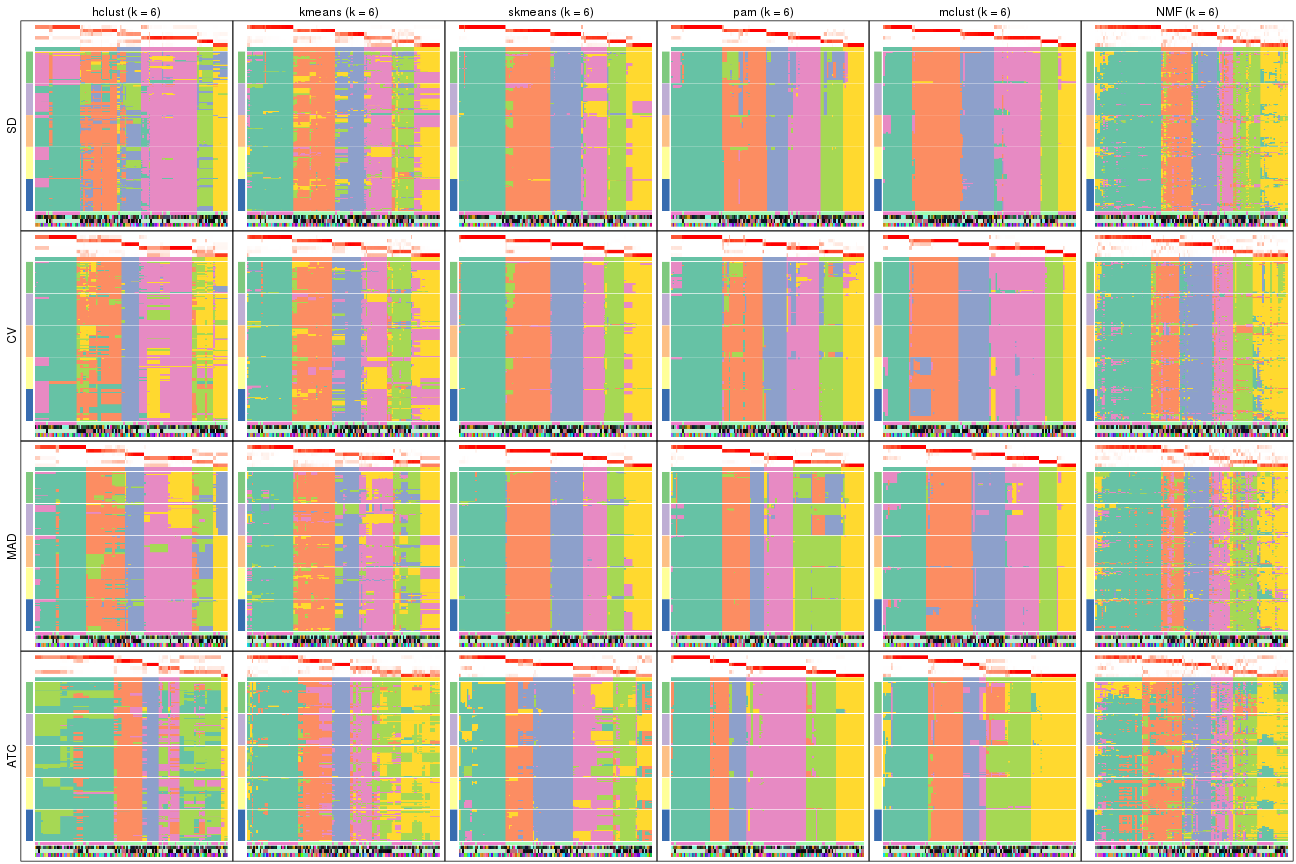 hclust (k = 6)
kmeans (k = 6)
skmeans (k = 6)
pam (k = 6)
mclust (k = 6)
NMF (k = 6)
SD
CV
MAD
ATC